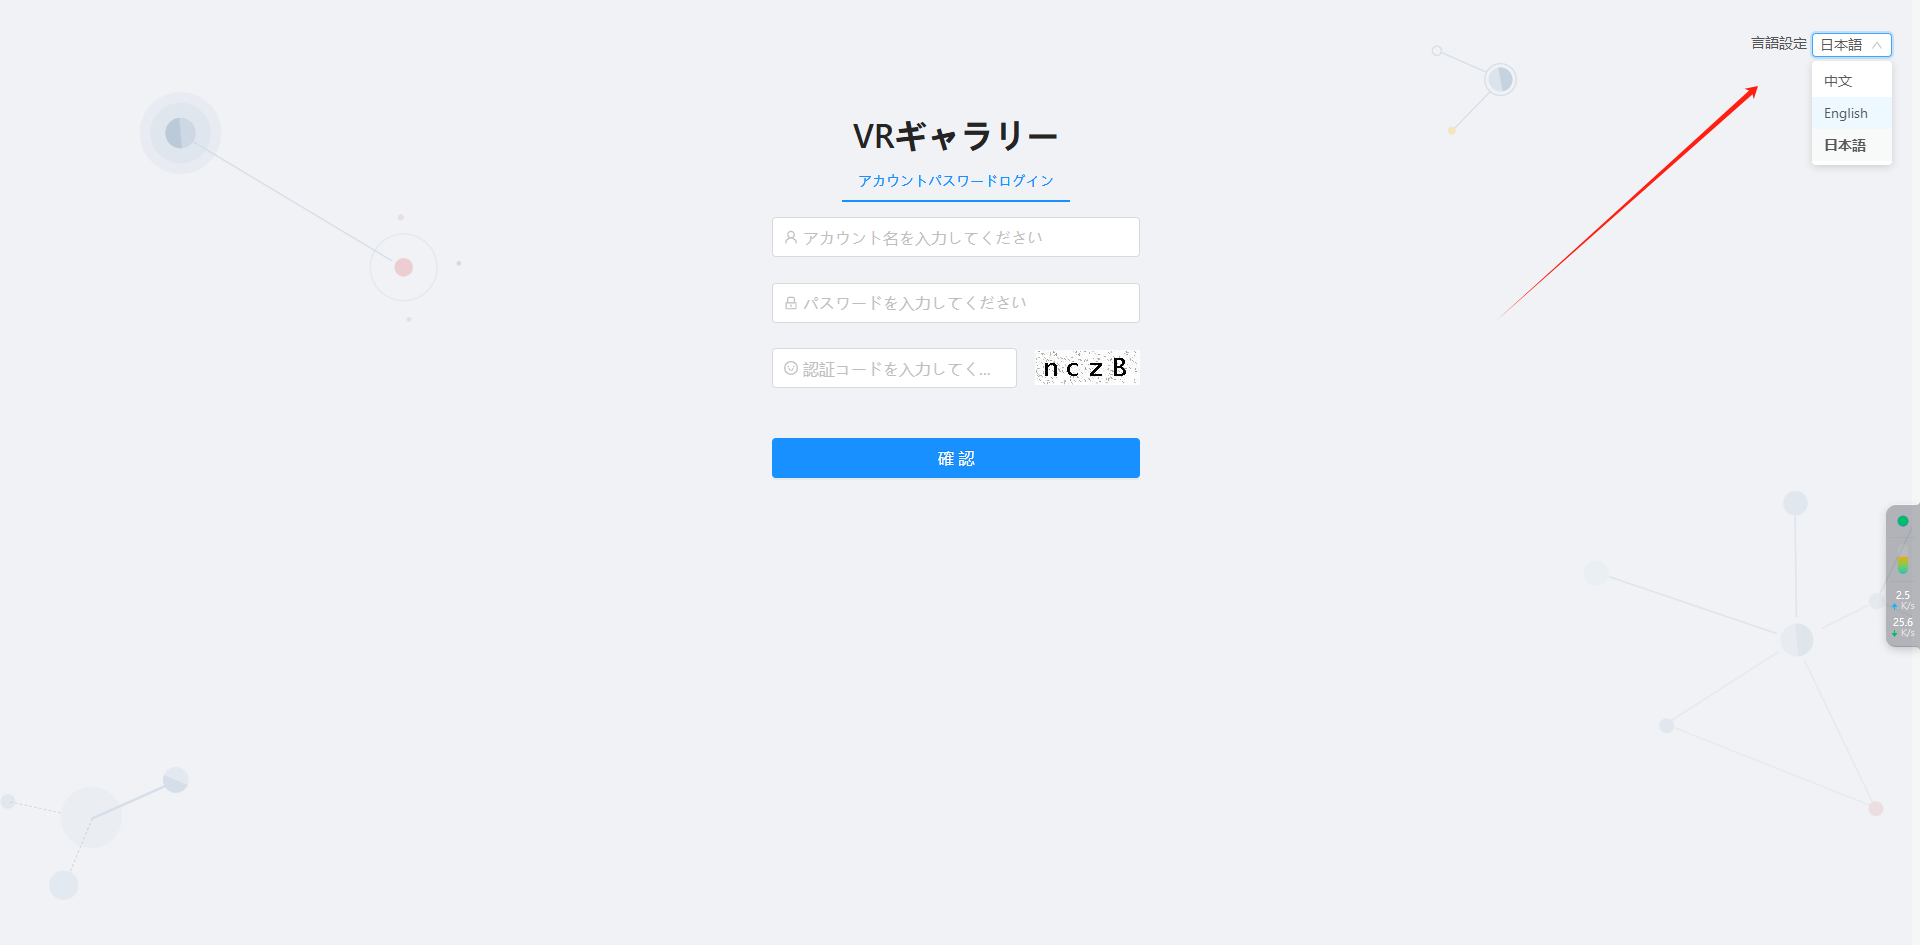 言語設定 日本語
中文
English
日本語
VRギャラリー
アカウントパスワードログイン
アカウント名を入力してください
パスワードを入力してください
認証コードを入力してく...
n c z B
確 認
2.5
K/s
25.6
K/s